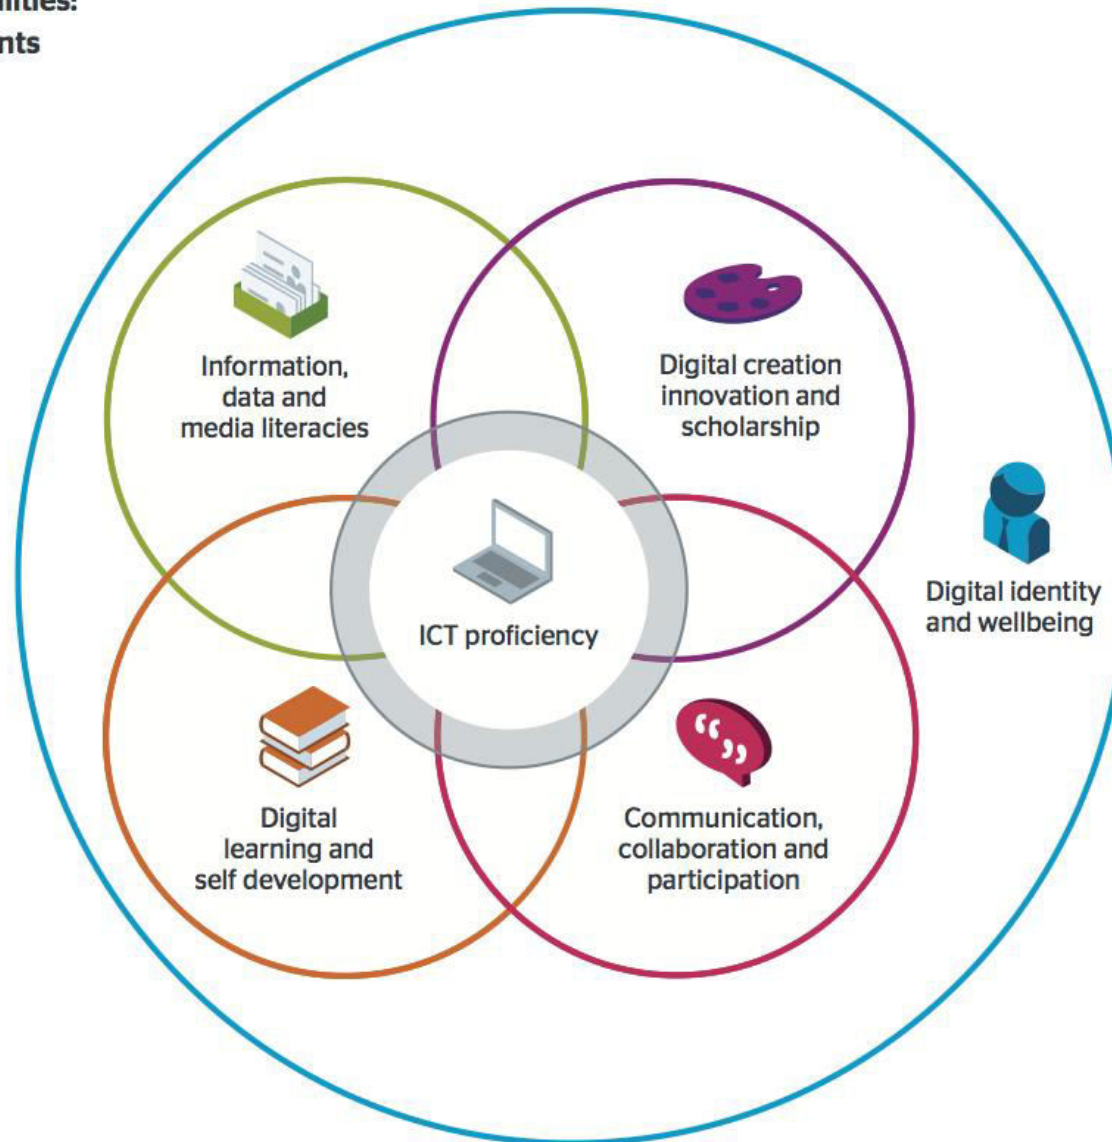 nts
Information,
data and
media literacies
Digital creation
innovation and
scholarship
Digital identity
and wellbeing
ICT proficiency
Digital
learning and
self development
Communication,
collaboration and
participation